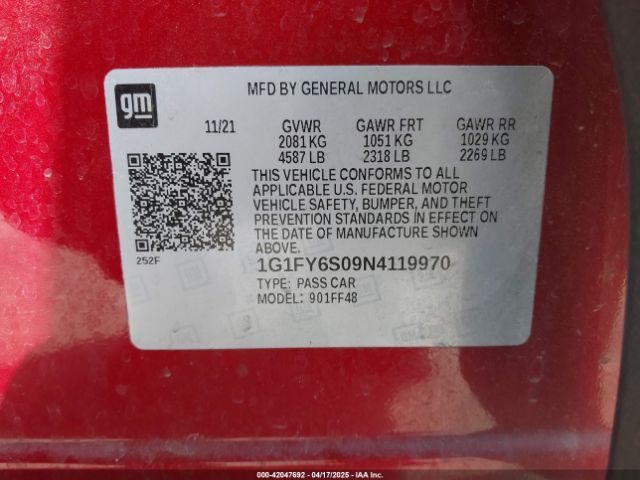 gm
MFD BY GENERAL MOTORS LLC
11/21 GVWR GAWR FRT GAWR RR
2081 KG 1051 KG 1029 KG
4587 LB 2318 LB 2269 LB
THIS VEHICLE CONFORMS TO ALL
APPLICABLE U.S. FEDERAL MOTOR
VEHICLE SAFETY, BUMPER, AND THEFT
PREVENTION STANDARDS IN EFFECT ON
THE DATE OF MANUFACTURE SHOWN
ABOVE.
252F
1G1FY6S09N4119970
TYPE: PASS CAR
MODEL: 901FF48
000-42047692 - 04/17/2025 - IAA Inc.